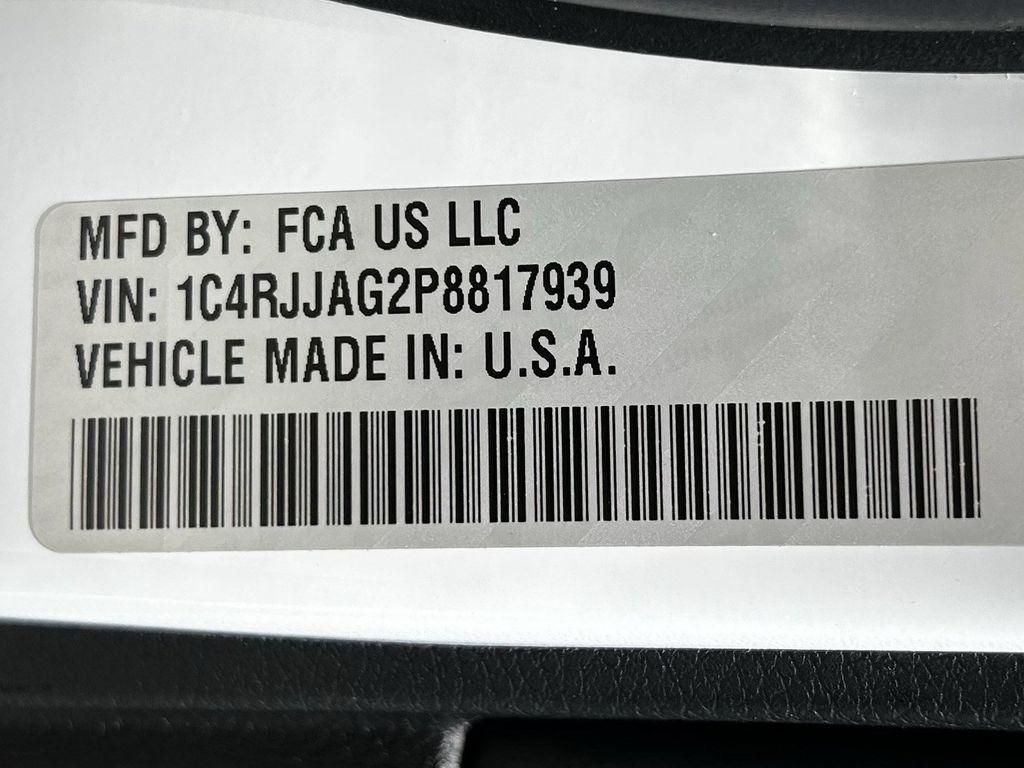 MFD BY: FCA US LLC
VIN: 1C4RJJAG2P8817939
VEHICLE MADE IN: U.S.A.